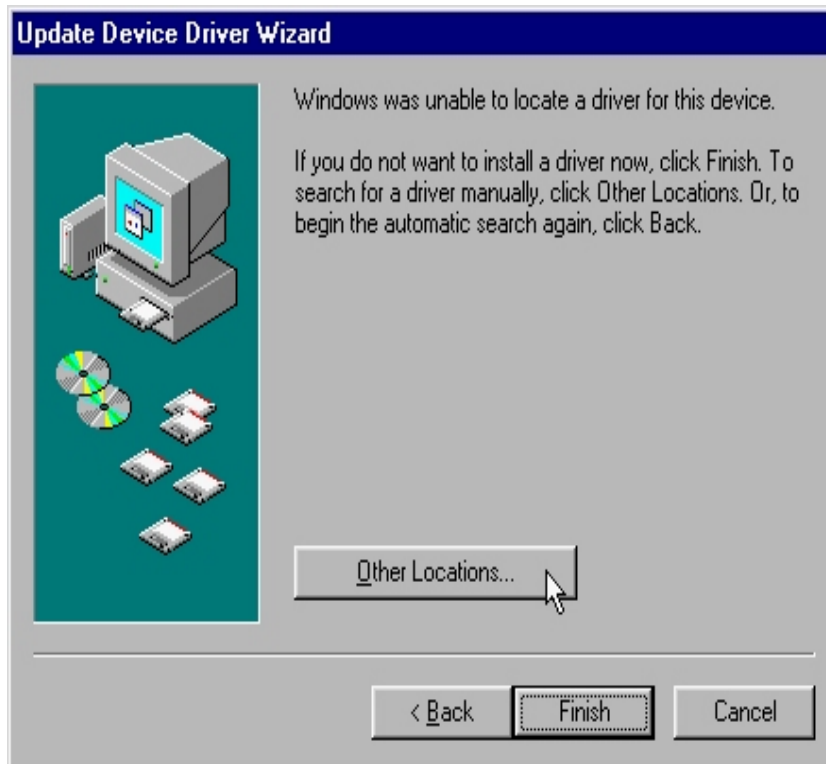 Update Device Driver Wizard
Windows was unable to locate a driver for this device.
If you do not want to install a driver now, click Finish. To
search for a driver manually, click Other Locations. Or, to
begin the automatic search again, click Back.
Other Locations...
< Back
Finish
Cancel